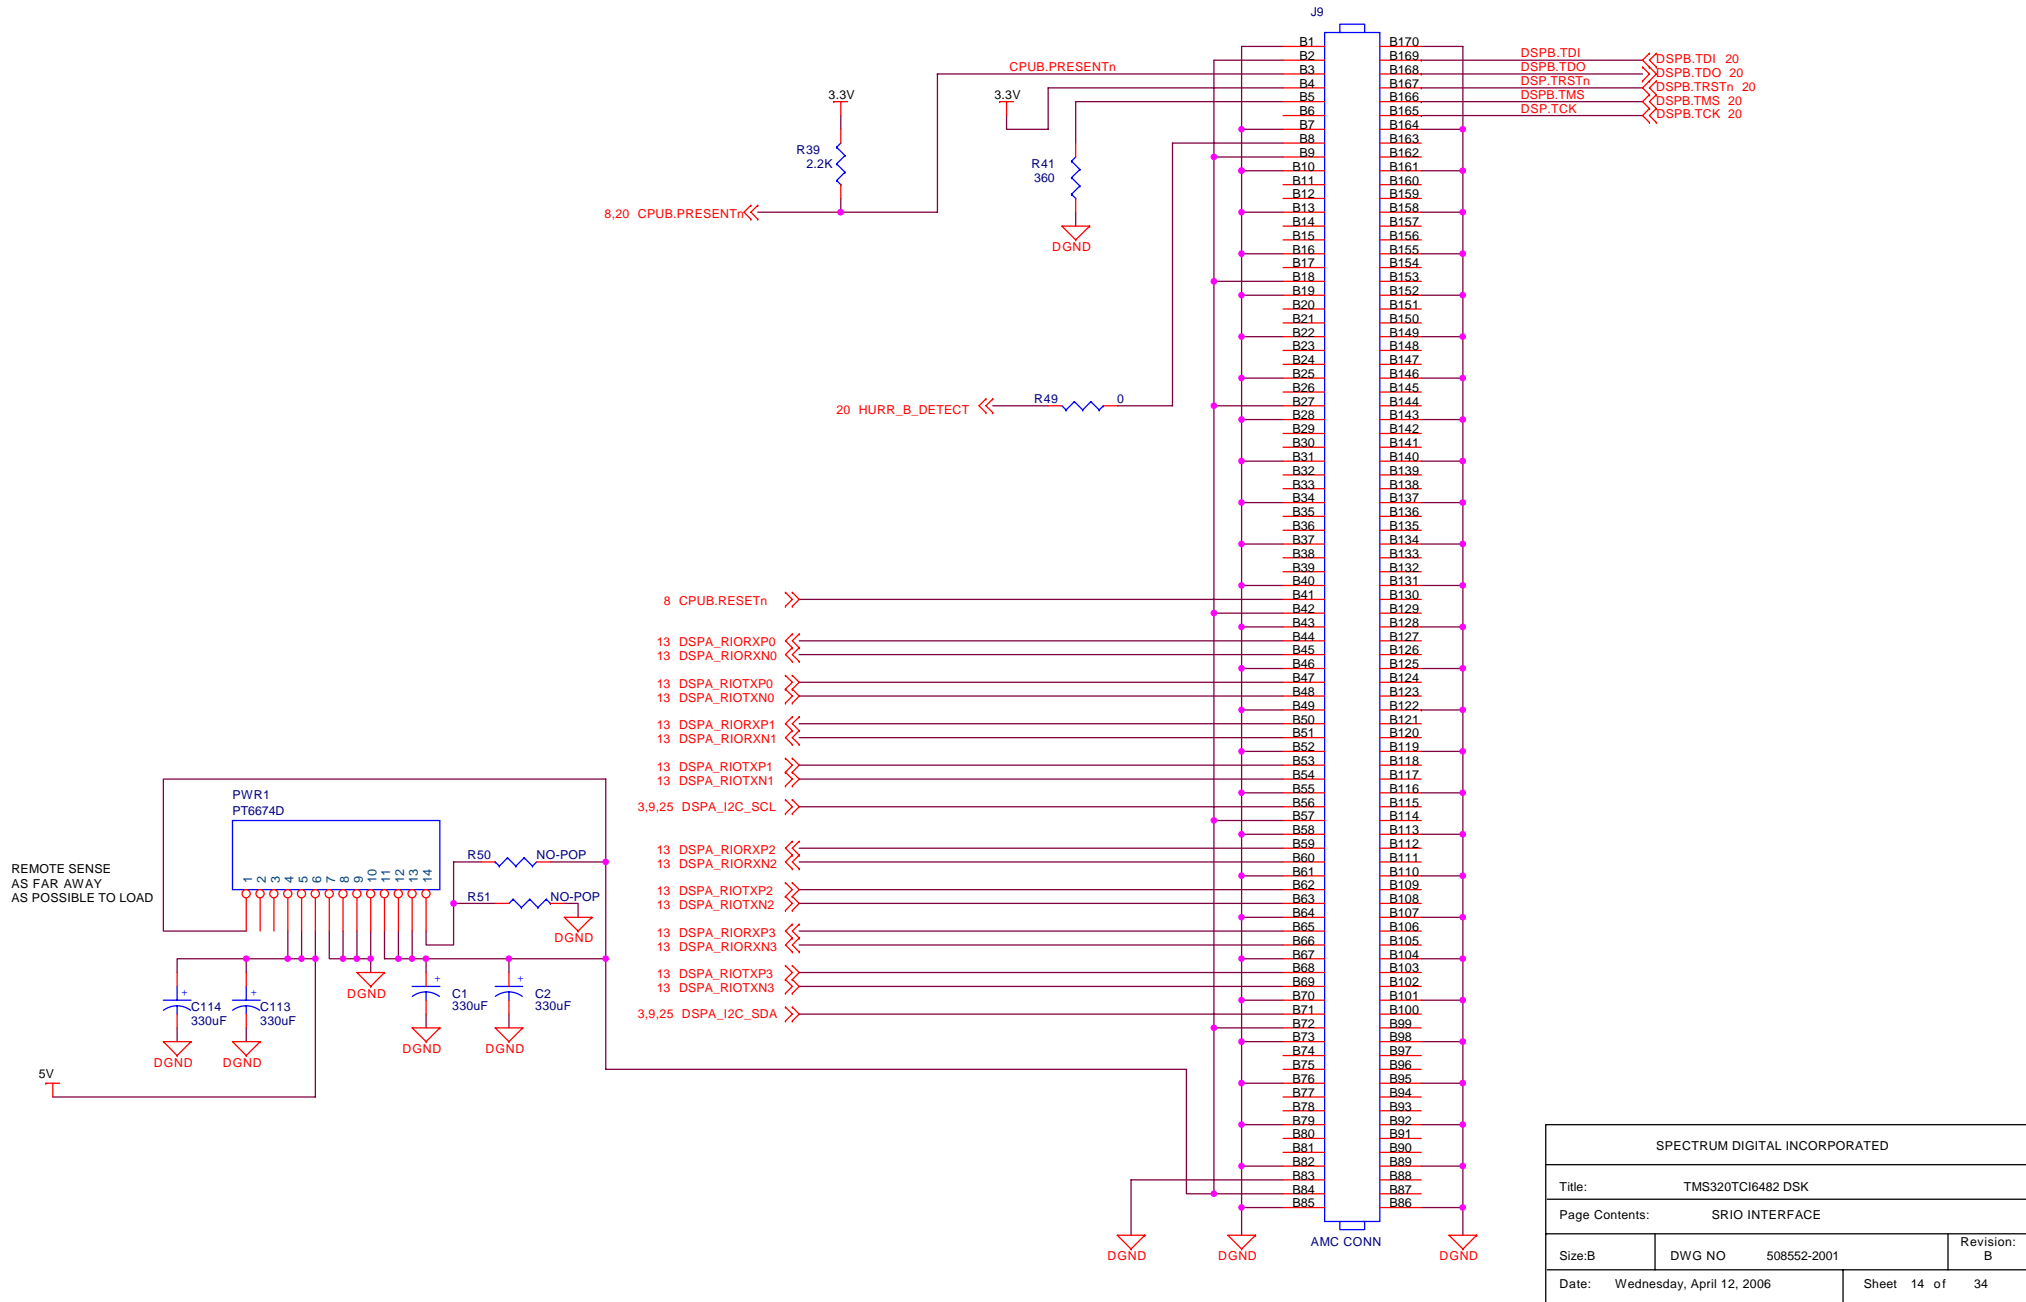 J9
B1
B2
B3
B4
B5
B6
B7
B8
B9
B10
B11
B12
B13
B14
B15
B16
B17
B18
B19
B20
B21
B22
B23
B24
B25
B26
B27
B28
B29
B30
B31
B32
B33
B34
B35
B36
B37
B38
B39
B40
B41
B42
B43
B44
B45
B46
B47
B48
B49
B50
B51
B52
B53
B54
B55
B56
B57
B58
B59
B60
B61
B62
B63
B64
B65
B66
B67
B68
B69
B70
B71
B72
B73
B74
B75
B76
B77
B78
B79
B80
B81
B82
B83
B84
B85
B170
B169
B168
B167
B166
B165
B164
B163
B162
B161
B160
B159
B158
B157
B156
B155
B154
B153
B152
B151
B150
B149
B148
B147
B146
B145
B144
B143
B142
B141
B140
B139
B138
B137
B136
B135
B134
B133
B132
B131
B130
B129
B128
B127
B126
B125
B124
B123
B122
B121
B120
B119
B118
B117
B116
B115
B114
B113
B112
B111
B110
B109
B108
B107
B106
B105
B104
B103
B102
B101
B100
B99
B98
B97
B96
B95
B94
B93
B92
B91
B90
B89
B88
B87
B86
AMC CONN
DSPB.TDI
DSPB.TDO
DSP.TRSTn
DSPB.TMS
DSP.TCK
DSPB.TDI 20
DSPB.TDO 20
DSPB.TRSTn 20
DSPB.TMS 20
DSPB.TCK 20
CPUB.PRESENTn
3.3V
3.3V
R39
2.2K
R41
360
DGND
8,20 CPUB.PRESENTn
20 HURR_B_DETECT
R49
0
8 CPUB.RESETn
13 DSPA_RIORXP0
13 DSPA_RIORXN0
13 DSPA_RIOTXP0
13 DSPA_RIOTXN0
13 DSPA_RIORXP1
13 DSPA_RIORXN1
13 DSPA_RIOTXP1
13 DSPA_RIOTXN1
3,9,25 DSPA_I2C_SCL
13 DSPA_RIORXP2
13 DSPA_RIORXN2
13 DSPA_RIOTXP2
13 DSPA_RIOTXN2
13 DSPA_RIORXP3
13 DSPA_RIORXN3
13 DSPA_RIOTXP3
13 DSPA_RIOTXN3
3,9,25 DSPA_I2C_SDA
PWR1
PT6674D
1 2 3 4 5 6 7 8 9 10 11 12 13 14
REMOTE SENSE
AS FAR AWAY
AS POSSIBLE TO LOAD
R50
NO-POP
R51
NO-POP
DGND
DGND
+
C114
330uF
+
C113
330uF
+
C1
330uF
+
C2
330uF
DGND
DGND
DGND
DGND
5V
DGND
DGND
DGND
SPECTRUM DIGITAL INCORPORATED
Title: TMS320TCI6482 DSK
Page Contents: SRIO INTERFACE
Size:B
DWG NO 508552-2001
Revision:
B
Date: Wednesday, April 12, 2006
Sheet 14 of 34